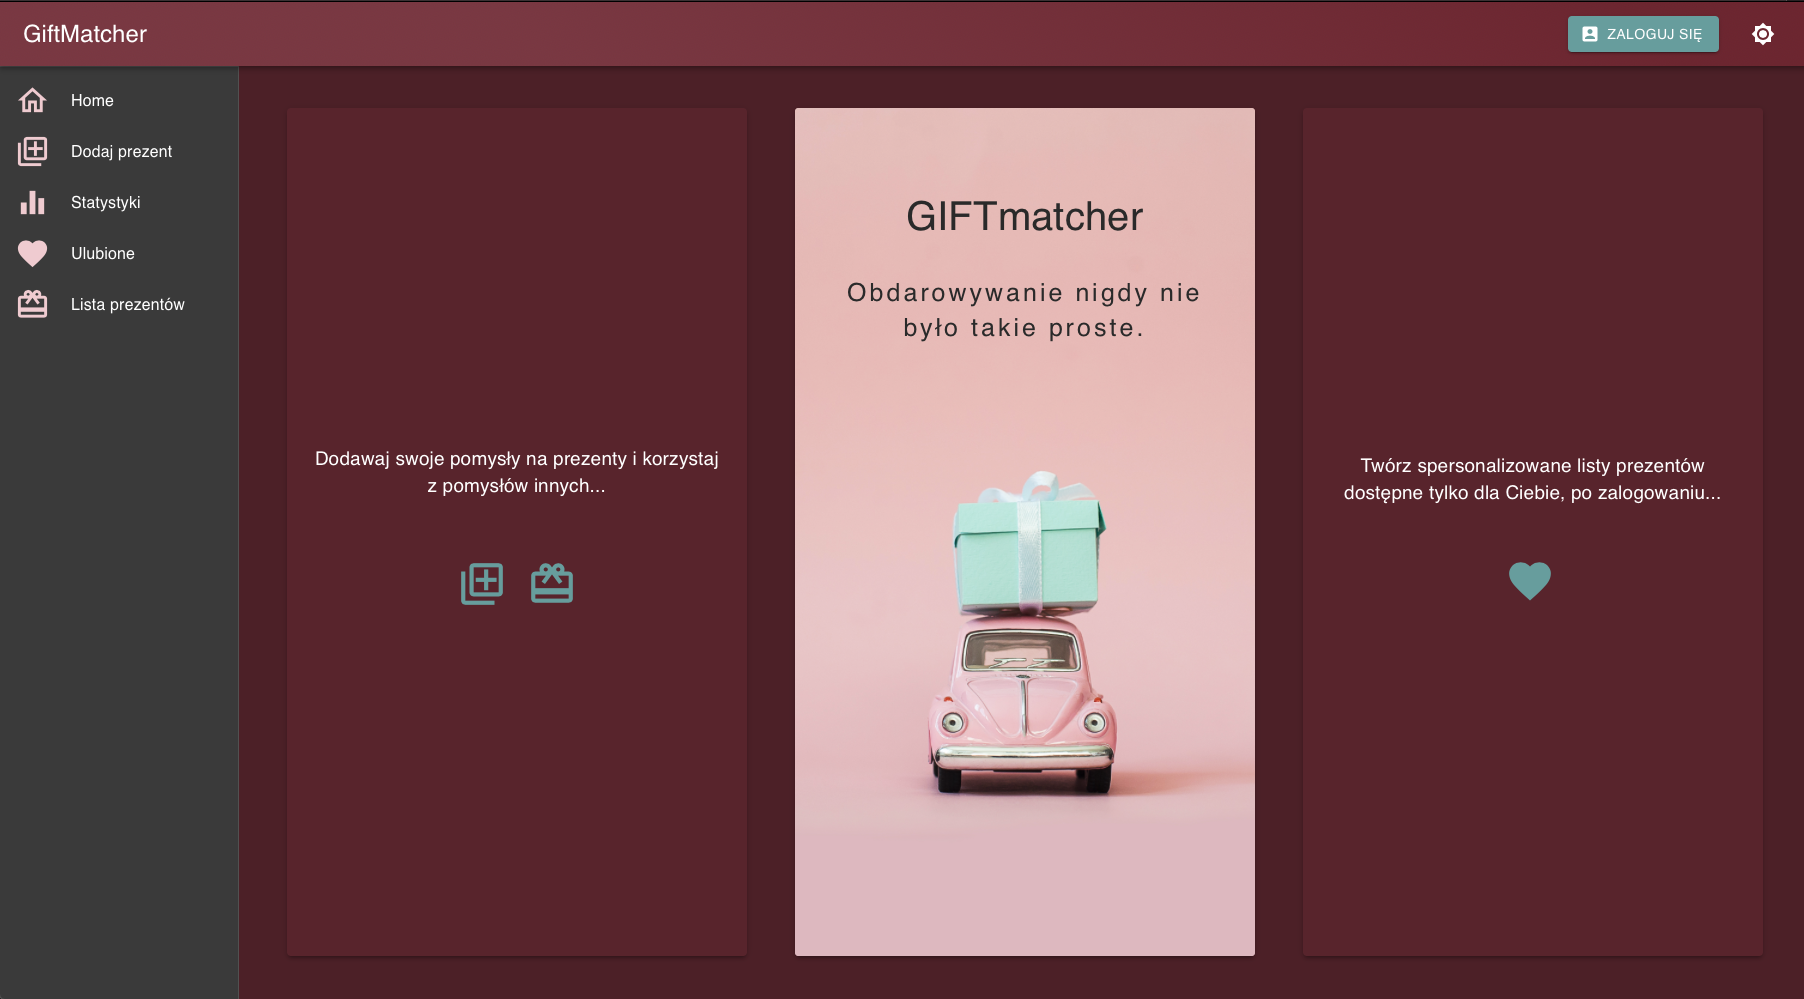 GiftMatcher
ZALOGUJ SIĘ
Home
Dodaj prezent
Statystyki
Ulubione
Lista prezentów
Dodawaj swoje pomysły na prezenty i korzystaj
z pomysłów innych...
GIFTmatcher
Obdarowywanie nigdy nie
było takie proste.
Twórz spersonalizowane listy prezentów
dostępne tylko dla Ciebie, po zalogowaniu...